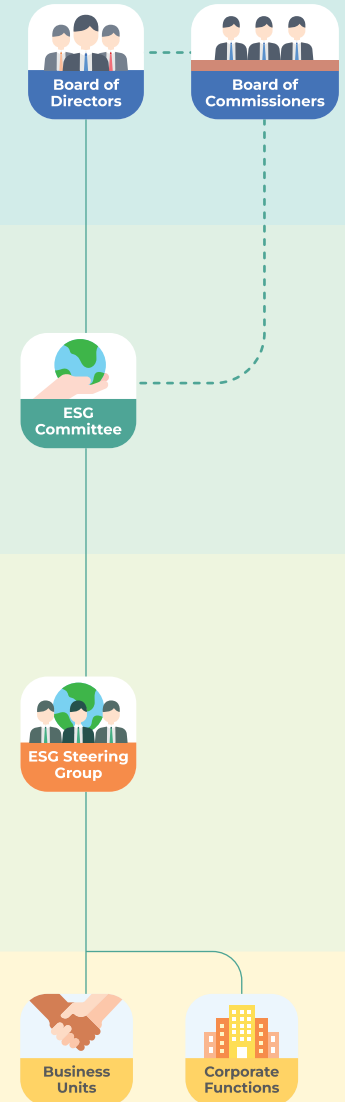 Board of
Directors
Board of
Commissioners
ESG
Committee
ESG Steering
Group
Business
Units
Corporate
Functions